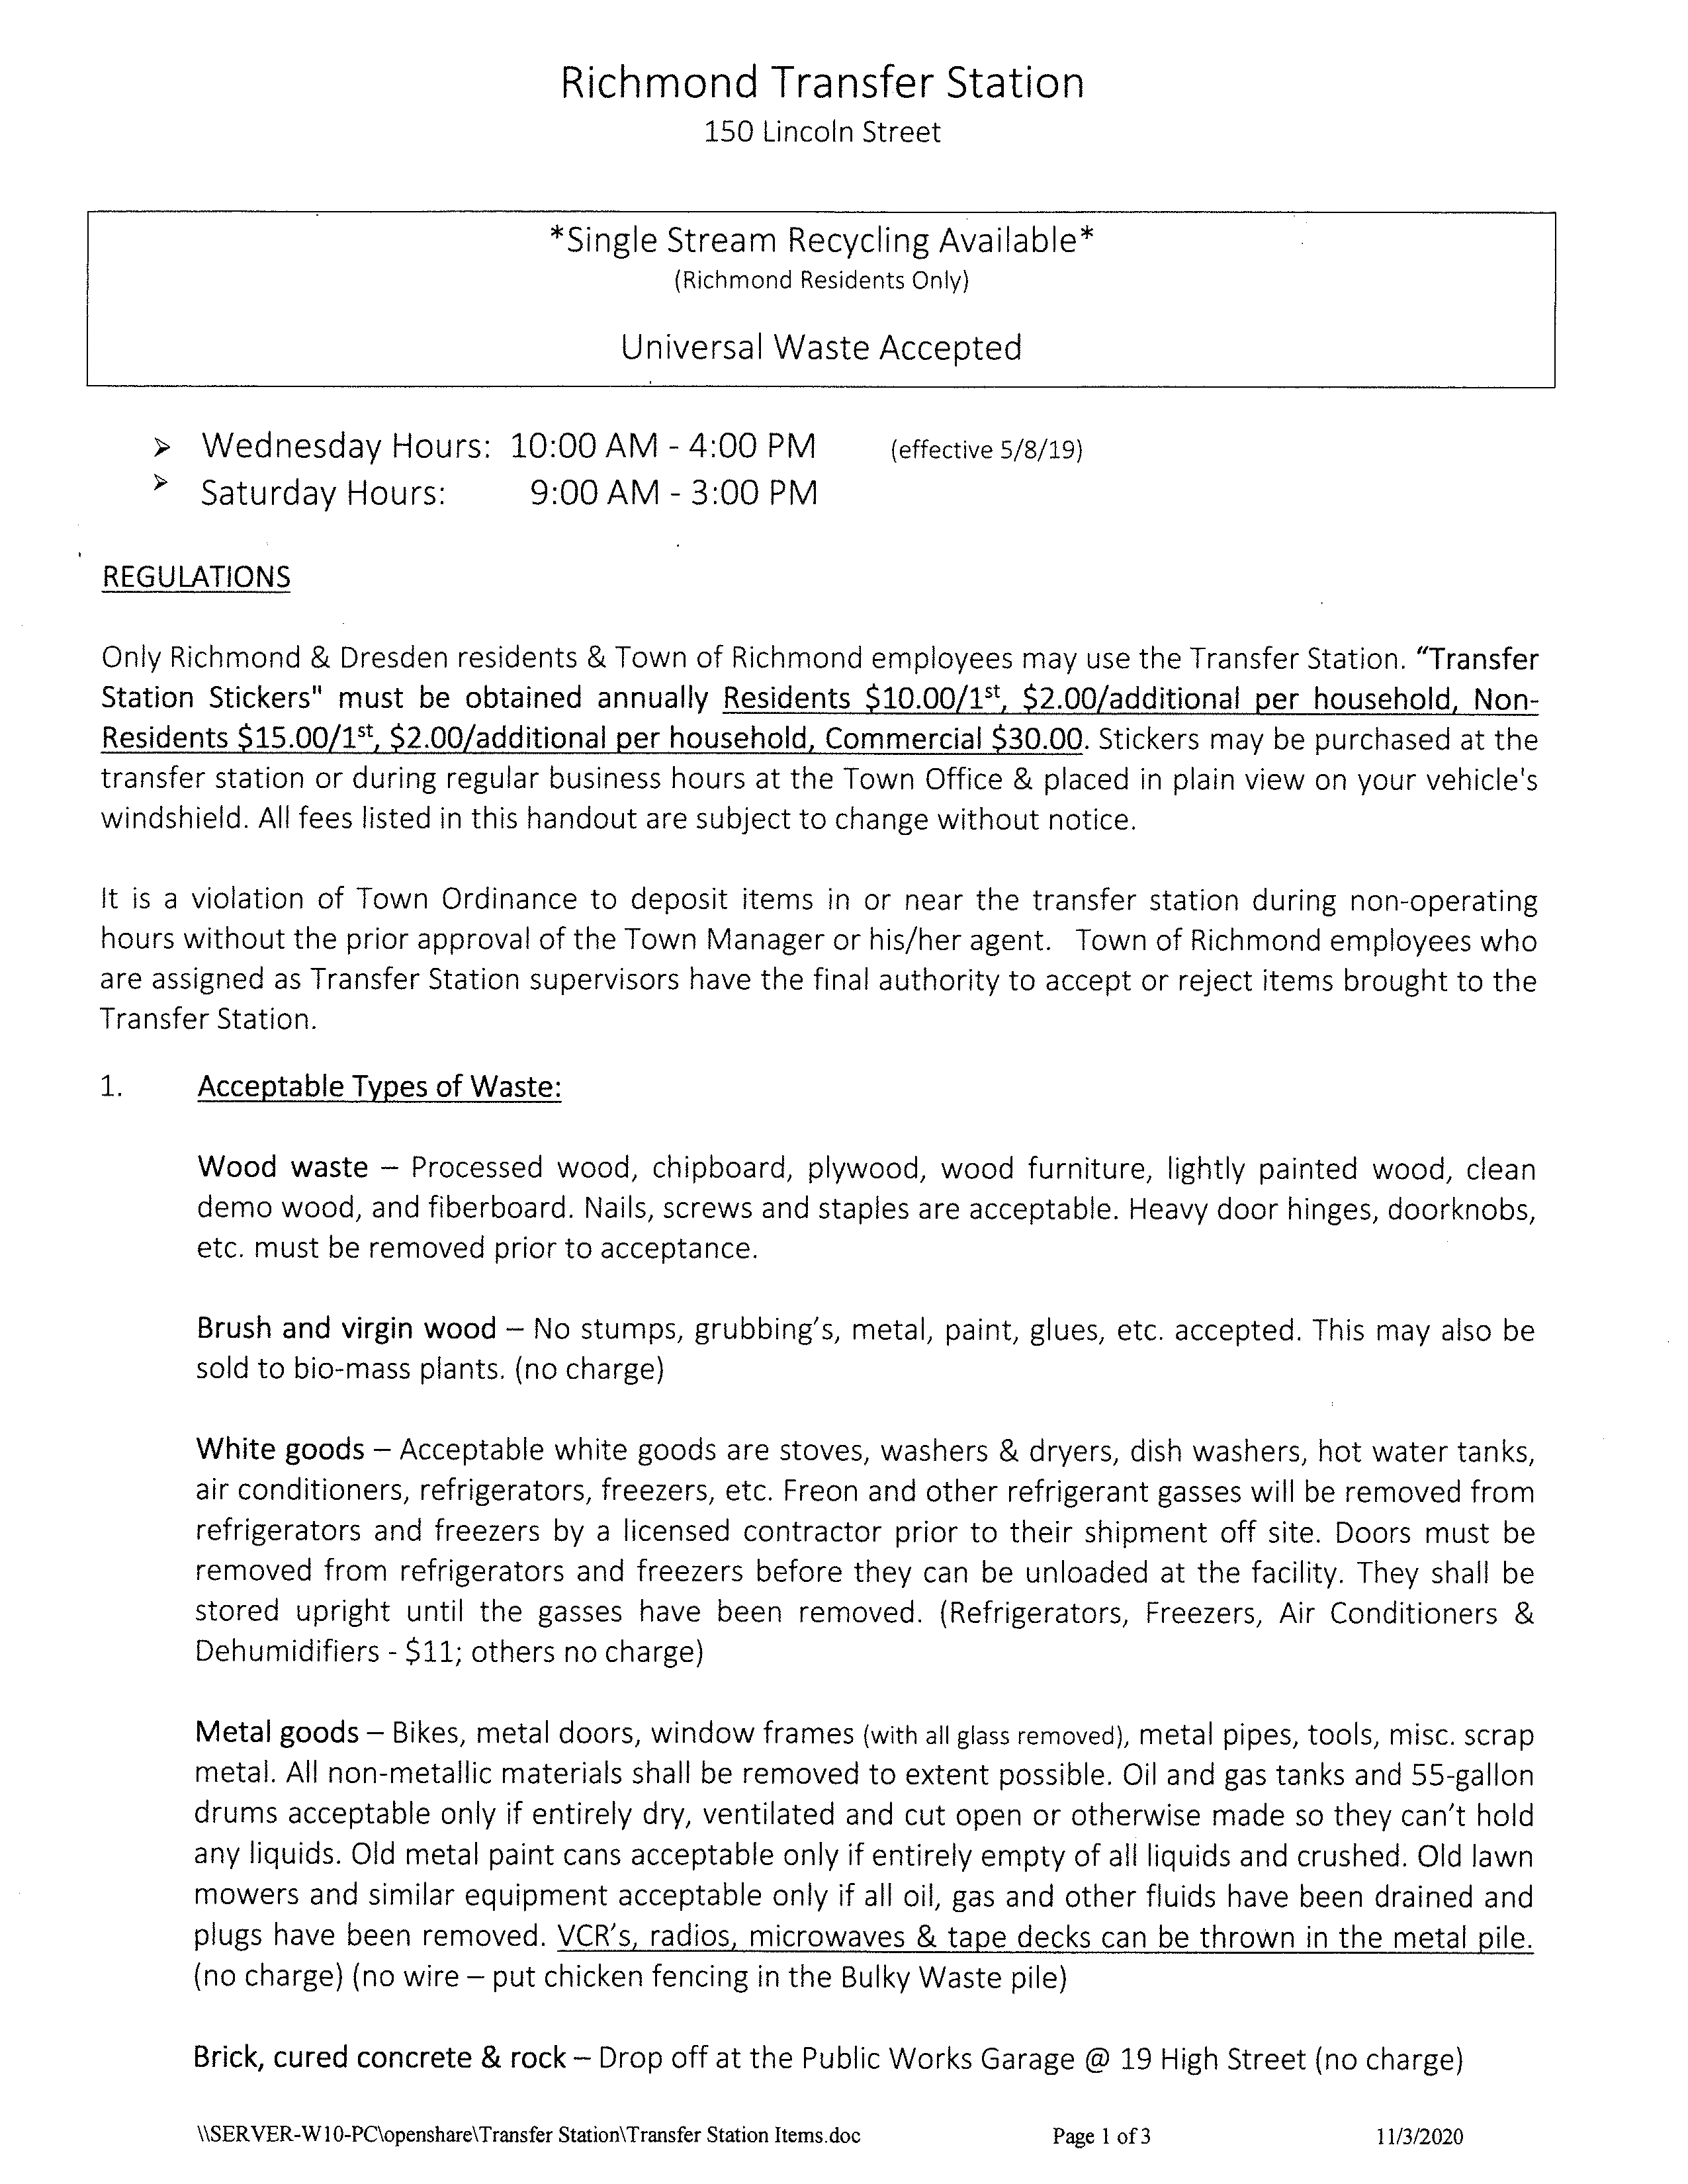 Richmond Transfer Station
150 Lincoln Street
*Single Stream Recycling Available*
(Richmond Residents Only)
Universal Waste Accepted
➢ Wednesday Hours: 10:00 AM - 4:00 PM (effective 5/8/19)
➢ Saturday Hours: 9:00 AM - 3:00 PM
REGULATIONS
Only Richmond & Dresden residents & Town of Richmond employees may use the Transfer Station. “Transfer
Station Stickers" must be obtained annually Residents $10.00/1st, $2.00/additional per household, Non-
Residents $15.00/1st, $2.00/additional per household, Commercial $30.00. Stickers may be purchased at the
transfer station or during regular business hours at the Town Office & placed in plain view on your vehicle's
windshield. All fees listed in this handout are subject to change without notice.
It is a violation of Town Ordinance to deposit items in or near the transfer station during non-operating
hours without the prior approval of the Town Manager or his/her agent. Town of Richmond employees who
are assigned as Transfer Station supervisors have the final authority to accept or reject items brought to the
Transfer Station.
1. Acceptable Types of Waste:
Wood waste – Processed wood, chipboard, plywood, wood furniture, lightly painted wood, clean
demo wood, and fiberboard. Nails, screws and staples are acceptable. Heavy door hinges, doorknobs,
etc. must be removed prior to acceptance.
Brush and virgin wood – No stumps, grubbing’s, metal, paint, glues, etc. accepted. This may also be
sold to bio-mass plants. (no charge)
White goods – Acceptable white goods are stoves, washers & dryers, dish washers, hot water tanks,
air conditioners, refrigerators, freezers, etc. Freon and other refrigerant gasses will be removed from
refrigerators and freezers by a licensed contractor prior to their shipment off site. Doors must be
removed from refrigerators and freezers before they can be unloaded at the facility. They shall be
stored upright until the gasses have been removed. (Refrigerators, Freezers, Air Conditioners &
Dehumidifiers - $11; others no charge)
Metal goods – Bikes, metal doors, window frames (with all glass removed), metal pipes, tools, misc. scrap
metal. All non-metallic materials shall be removed to extent possible. Oil and gas tanks and 55-gallon
drums acceptable only if entirely dry, ventilated and cut open or otherwise made so they can’t hold
any liquids. Old metal paint cans acceptable only if entirely empty of all liquids and crushed. Old lawn
mowers and similar equipment acceptable only if all oil, gas and other fluids have been drained and
plugs have been removed. VCR’s, radios, microwaves & tape decks can be thrown in the metal pile.
(no charge) (no wire – put chicken fencing in the Bulky Waste pile)
Brick, cured concrete & rock – Drop off at the Public Works Garage @ 19 High Street (no charge)
\\SERVER-W10-PC\openshare\Transfer Station\Transfer Station Items.doc Page 1 of 3 11/3/2020